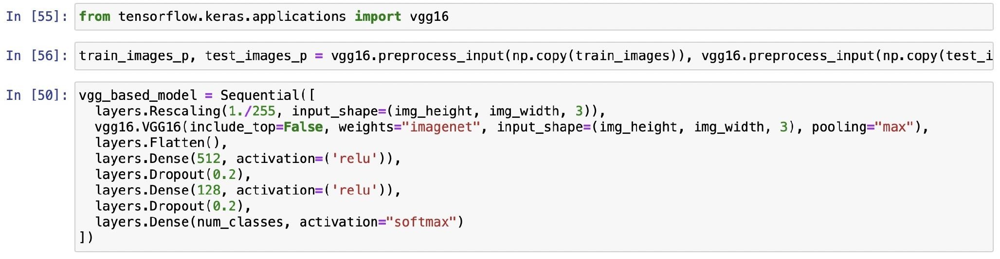 In [55]: from tensorflow.keras.applications import vgg16
In [56]: train_images_p, test_images_p = vgg16.preprocess_input(np.copy(train_images)), vgg16.preprocess_input(np.copy(test_i
In [50]: vgg_based_model = Sequential([
layers.Rescaling(1./255, input_shape=(img_height, img_width, 3)),
vgg16.VGG16(include_top=False, weights="imagenet", input_shape=(img_height, img_width, 3), pooling="max"),
layers.Flatten(),
layers.Dense(512, activation=('relu')),
layers.Dropout(0.2),
layers.Dense(128, activation=('relu')),
layers.Dropout(0.2),
layers.Dense(num_classes, activation="softmax")
])